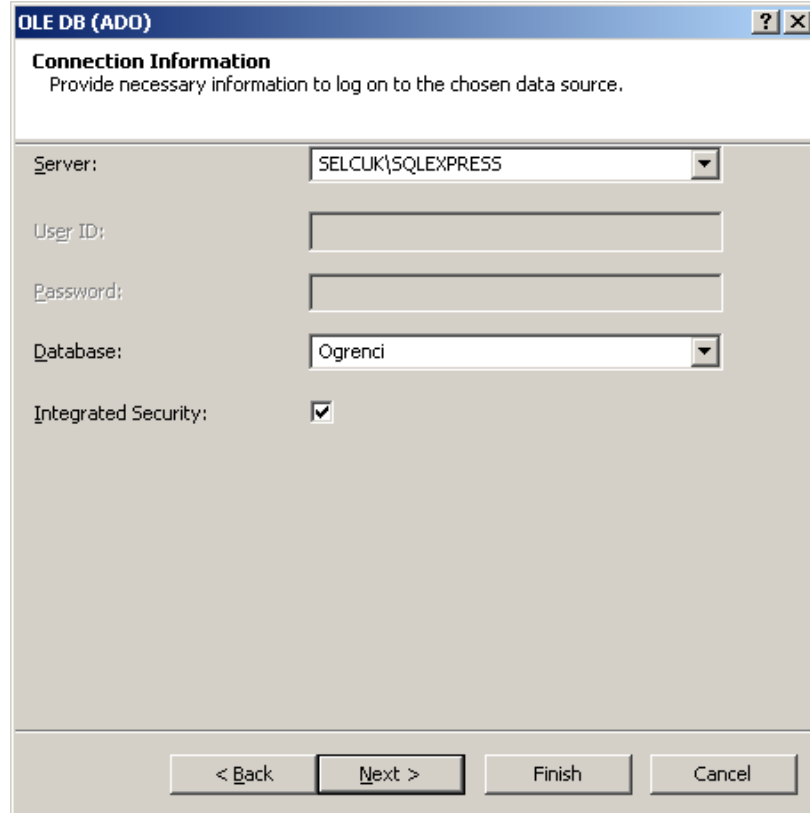 OLE DB (ADO)
Connection Information
Provide necessary information to log on to the chosen data source.
Server: SELCUK\SQLEXPRESS
User ID:
Password:
Database: Ogrenci
Integrated Security:
< Back Next > Finish Cancel